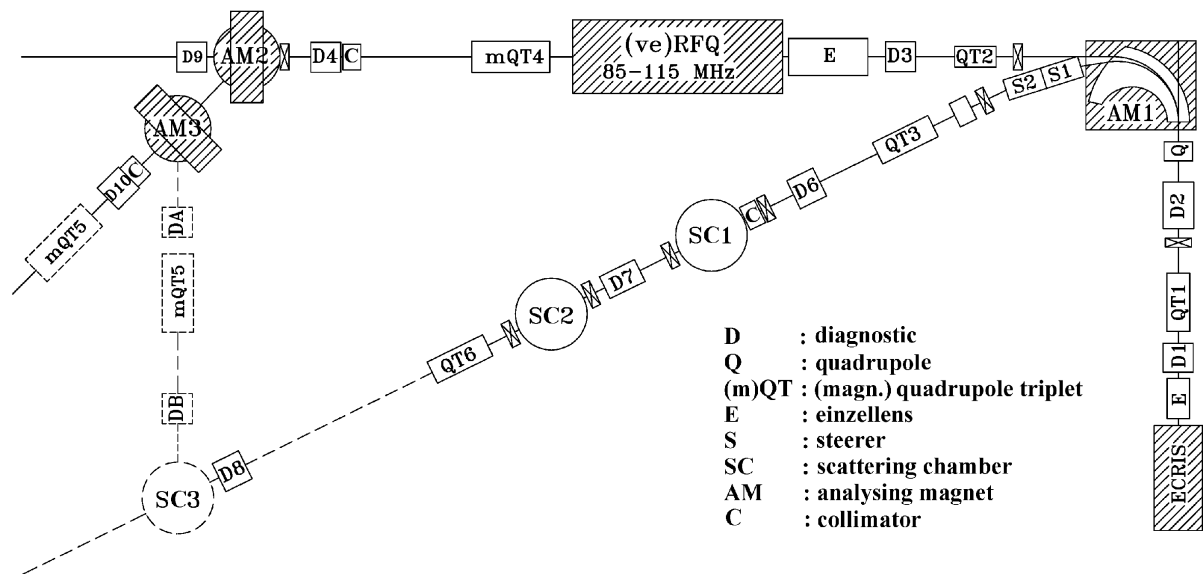 D9
AM2
D4
C
mQT4
(ve)RFQ
85-115 MHz
E
D3
QT2
S2
S1
AM1
AM3
D10
C
mQT5
DA
mQT5
DB
SC3
D8
QT6
SC2
D7
SC1
C
D6
QT3
Q
D2
QT1
D1
E
ECRIS
D : diagnostic
Q : quadrupole
(m)QT : (magn.) quadrupole triplet
E : einzellens
S : steerer
SC : scattering chamber
AM : analysing magnet
C : collimator